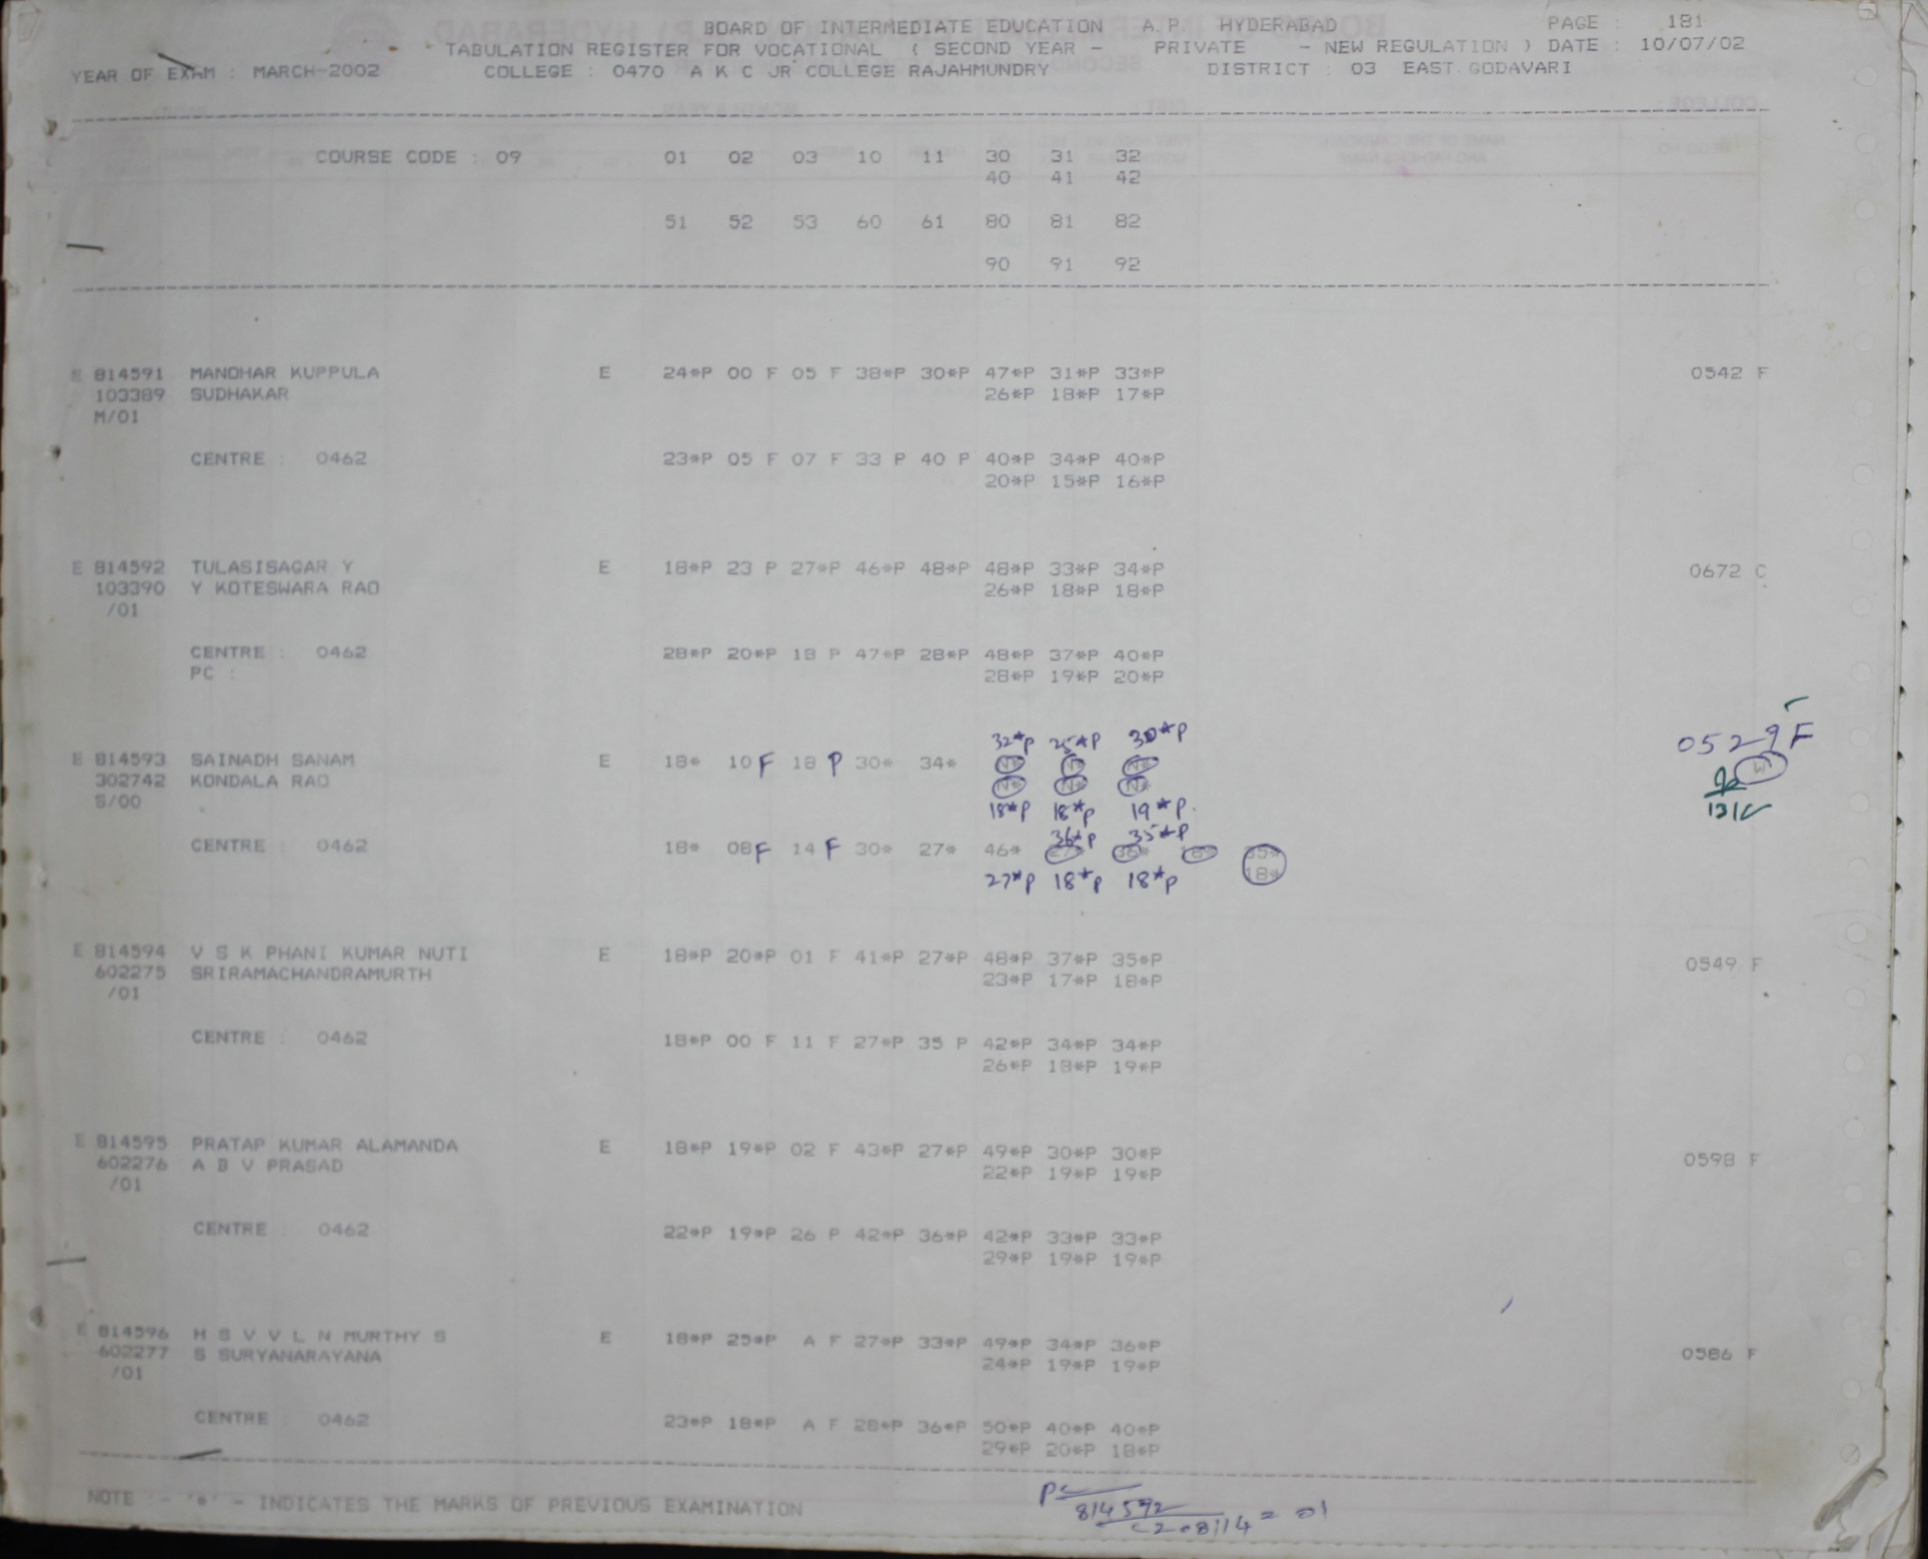 BOARD OF INTERMEDIATE EDUCATION A.P. HYDERABAD PAGE : 181
TABULATION REGISTER FOR VOCATIONAL ( SECOND YEAR - PRIVATE - NEW REGULATION ) DATE : 10/07/02
YEAR OF EXAM : MARCH-2002 COLLEGE : 0470 A K C JR COLLEGE RAJAHMUNDRY DISTRICT : 03 EAST GODAVARI
COURSE CODE : 09 01 02 03 10 11 30 31 32
40 41 42
51 52 53 60 61 80 81 82
90 91 92
E 814591 MANOHAR KUPPULA E 24*P 00 F 05 F 38*P 30*P 47*P 31*P 33*P 0542 F
103389 SUDHAKAR 26*P 18*P 17*P
M/01
CENTRE : 0462 23*P 05 F 07 F 33 P 40 P 40*P 34*P 40*P
20*P 15*P 16*P
E 814592 TULASISAGAR Y E 18*P 23 P 27*P 46*P 48*P 48*P 33*P 34*P 0672 C
103390 Y KOTESWARA RAO 26*P 18*P 18*P
/01
CENTRE : 0462 28*P 20*P 18 P 47*P 28*P 48*P 37*P 40*P
PC : 28*P 19*P 20*P
32*P 25*P 30*P 0529 F
E 814593 SAINADH SANAM E 18* 10 F 18 P 30* 34* N* N* N* W
302742 KONDALA RAO N* N* N*
S/00 18*P 18*P 19*P
36*P 35*P
CENTRE : 0462 18* 08 F 14 F 30* 27* 46* 27* 36* 18* 35*
18*
27*P 18*P 18*P
E 814594 V S K PHANI KUMAR NUTI E 18*P 20*P 01 F 41*P 27*P 48*P 37*P 35*P 0549 F
602275 SRIRAMACHANDRAMURTH 23*P 17*P 18*P
/01
CENTRE : 0462 18*P 00 F 11 F 27*P 35 P 42*P 34*P 34*P
26*P 18*P 19*P
E 814595 PRATAP KUMAR ALAMANDA E 18*P 19*P 02 F 43*P 27*P 49*P 30*P 30*P 0598 F
602276 A B V PRASAD 22*P 19*P 19*P
/01
CENTRE : 0462 22*P 19*P 26 P 42*P 36*P 42*P 33*P 33*P
29*P 19*P 19*P
E 814596 H S V V L N MURTHY S E 18*P 25*P A F 27*P 33*P 49*P 34*P 36*P 0586 F
602277 S SURYANARAYANA 24*P 19*P 19*P
/01
CENTRE : 0462 23*P 18*P A F 28*P 36*P 50*P 40*P 40*P
29*P 20*P 18*P
NOTE :- '*' - INDICATES THE MARKS OF PREVIOUS EXAMINATION
PC
814592
= 01